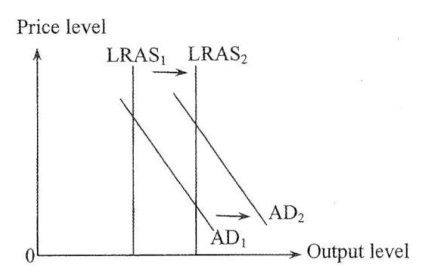 Price level
LRAS₁ LRAS₂
AD₂
AD₁
0
Output level